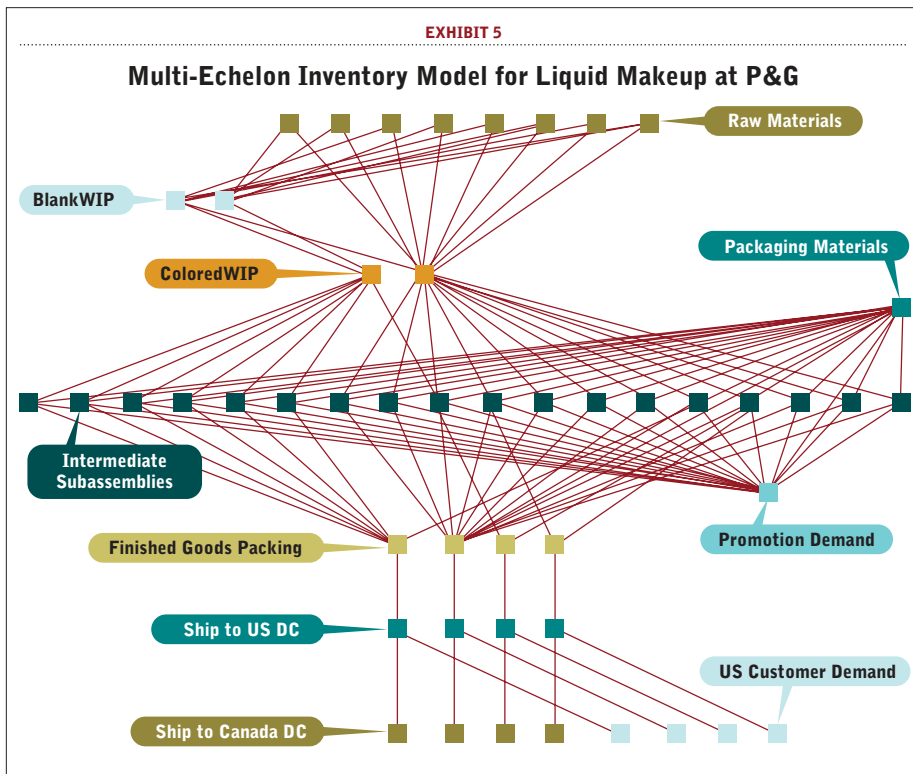 EXHIBIT 5
Multi-Echelon Inventory Model for Liquid Makeup at P&G
Raw Materials
BlankWIP
Packaging Materials
ColoredWIP
Intermediate
Subassemblies
Promotion Demand
Finished Goods Packing
Ship to US DC
US Customer Demand
Ship to Canada DC